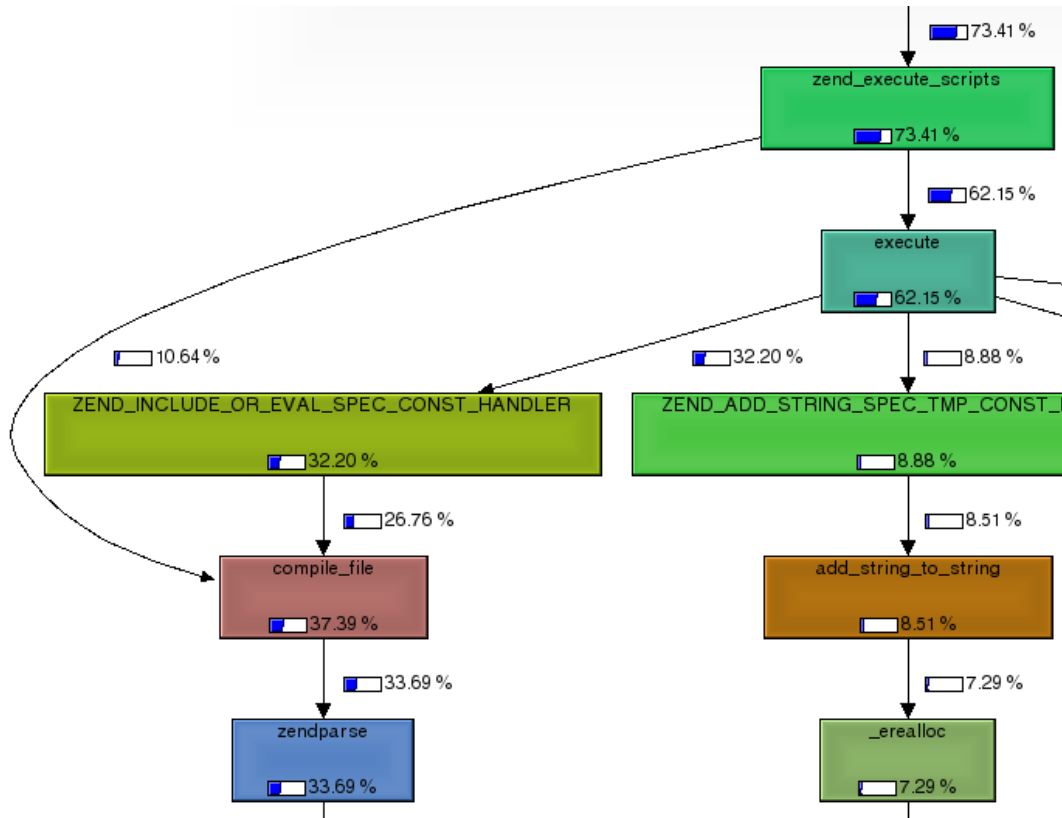 73.41 %
zend_execute_scripts
73.41 %
62.15 %
execute
62.15 %
10.64 %
32.20 %
8.88 %
ZEND_INCLUDE_OR_EVAL_SPEC_CONST_HANDLER
32.20 %
ZEND_ADD_STRING_SPEC_TMP_CONST_
8.88 %
26.76 %
8.51 %
compile_file
37.39 %
add_string_to_string
8.51 %
33.69 %
7.29 %
zendparse
33.69 %
_erealloc
7.29 %